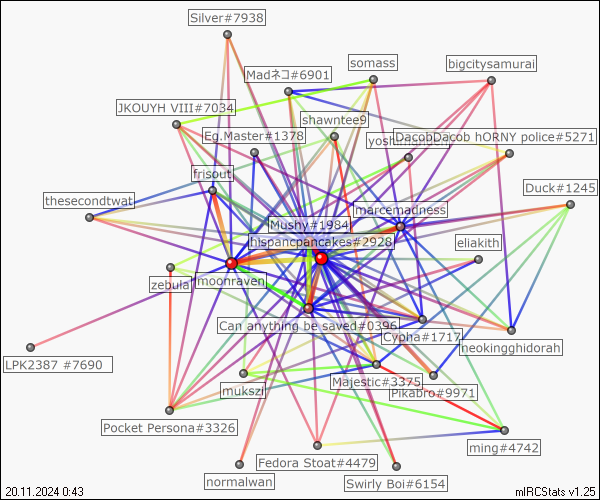 Silver#7938
Madネコ#6901
somass
bigcitysamurai
JKOUYH VIII#7034
shawntee9
Eg.Master#1378
DacobDacob hORNY police#5271
frisout
thesecondtwat
Duck#1245
marcemadness
Mushy#1984
hispancpancakes#2928
eliakith
zebula
moonraven
Can anything be saved#0396
Cypha#1717
neokingghidorah
LPK2387 #7690
Majestic#3375
mukszi
Pikabro#9971
Pocket Persona#3326
ming#4742
Fedora Stoat#4479
normalwan
Swirly Boi#6154
20.11.2024 0:43
mIRCStats v1.25